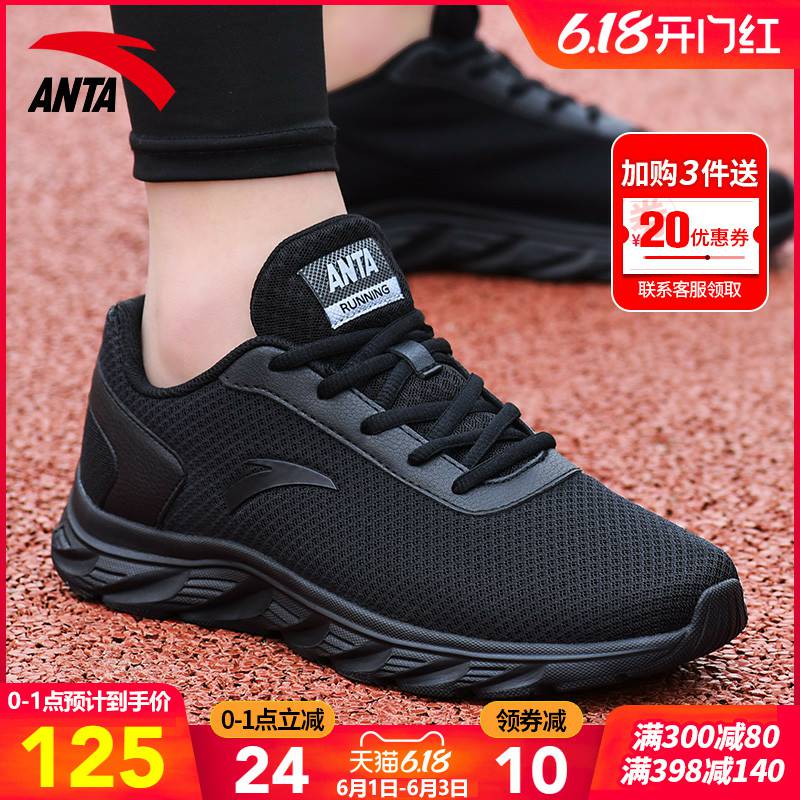 ANTA
6.18开门红
加购3件送
券
¥20优惠券
联系客服领取
ANTA
RUNNING
0-1点预计到手价
125
0-1点立减
24
天猫6.18
6月1日-6月3日
领券减
10
满300减80
满398减140